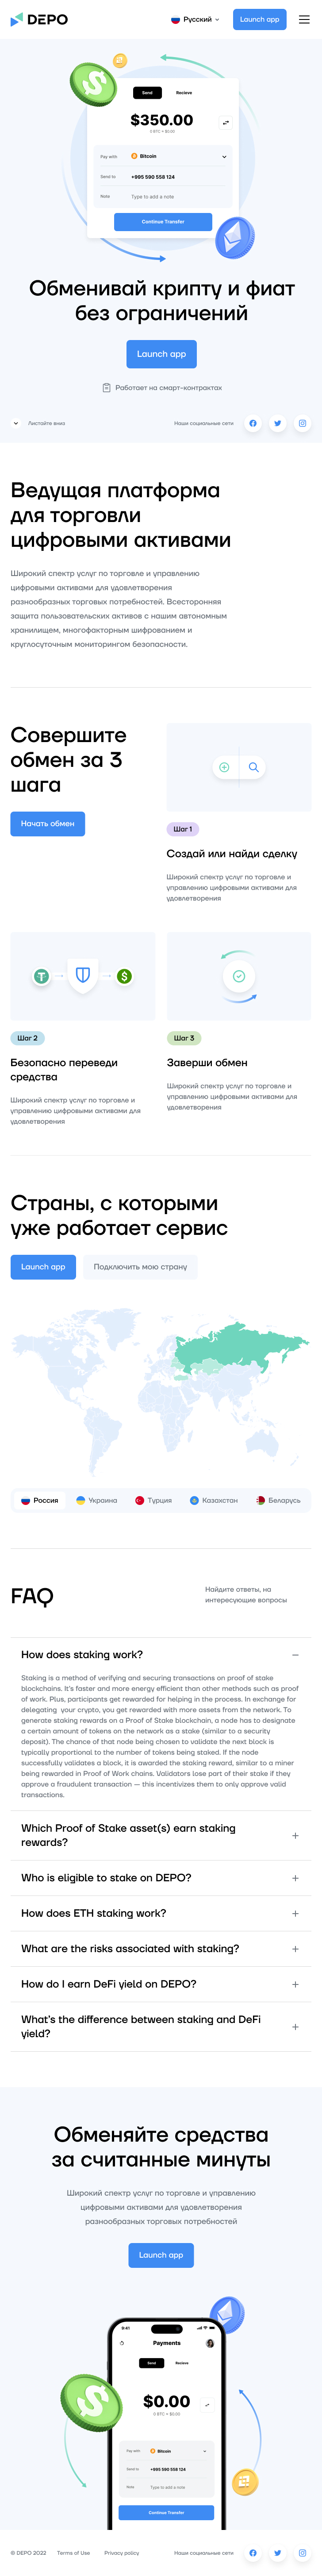 DEPO
Русский
Launch app
Send
Recieve
$350.00
0 BTC = $0.00
Pay with
Bitcoin
Send to
+995 590 558 124
Note
Type to add a note
Continue Transfer
Обменивай крипту и фиат
без ограничений
Launch app
Работает на смарт-контрактах
Листайте вниз
Наши социальные сети
Ведущая платформа
для торговли
цифровыми активами
Широкий спектр услуг по торговле и управлению
цифровыми активами для удовлетворения
разнообразных торговых потребностей. Всесторонняя
защита пользовательских активов с нашим автономным
хранилищем, многофакторным шифрованием и
круглосуточным мониторингом безопасности.
Совершите
обмен за 3
шага
Начать обмен
Шаг 1
Создай или найди сделку
Широкий спектр услуг по торговле и
управлению цифровыми активами для
удовлетворения
Шаг 2
Безопасно переведи
средства
Широкий спектр услуг по торговле и
управлению цифровыми активами для
удовлетворения
Шаг 3
Заверши обмен
Широкий спектр услуг по торговле и
управлению цифровыми активами для
удовлетворения
Страны, с которыми
уже работает сервис
Launch app
Подключить мою страну
Россия
Украина
Турция
Казахстан
Беларусь
FAQ
Найдите ответы, на
интересующие вопросы
How does staking work?
Staking is a method of verifying and securing transactions on proof of stake
blockchains. It's faster and more energy efficient than other methods such as proof
of work. Plus, participants get rewarded for helping in the process. In exchange for
delegating your crypto, you get rewarded with more assets from the network. To
generate staking rewards on a Proof of Stake blockchain, a node has to designate
a certain amount of tokens on the network as a stake (similar to a security
deposit). The chance of that node being chosen to validate the next block is
typically proportional to the number of tokens being staked. If the node
successfully validates a block, it is awarded the staking reward, similar to a miner
being rewarded in Proof of Work chains. Validators lose part of their stake if they
approve a fraudulent transaction — this incentivizes them to only approve valid
transactions.
Which Proof of Stake asset(s) earn staking
rewards?
Who is eligible to stake on DEPO?
How does ETH staking work?
What are the risks associated with staking?
How do I earn DeFi yield on DEPO?
What's the difference between staking and DeFi
yield?
Обменяйте средства
за считанные минуты
Широкий спектр услуг по торговле и управлению
цифровыми активами для удовлетворения
разнообразных торговых потребностей
Launch app
9:41
Payments
Send
Recieve
$0.00
0 BTC = $0.00
Pay with
Bitcoin
Send to
+995 590 558 124
Note
Type to add a note
Continue Transfer
© DEPO 2022
Terms of Use
Privacy policy
Наши социальные сети